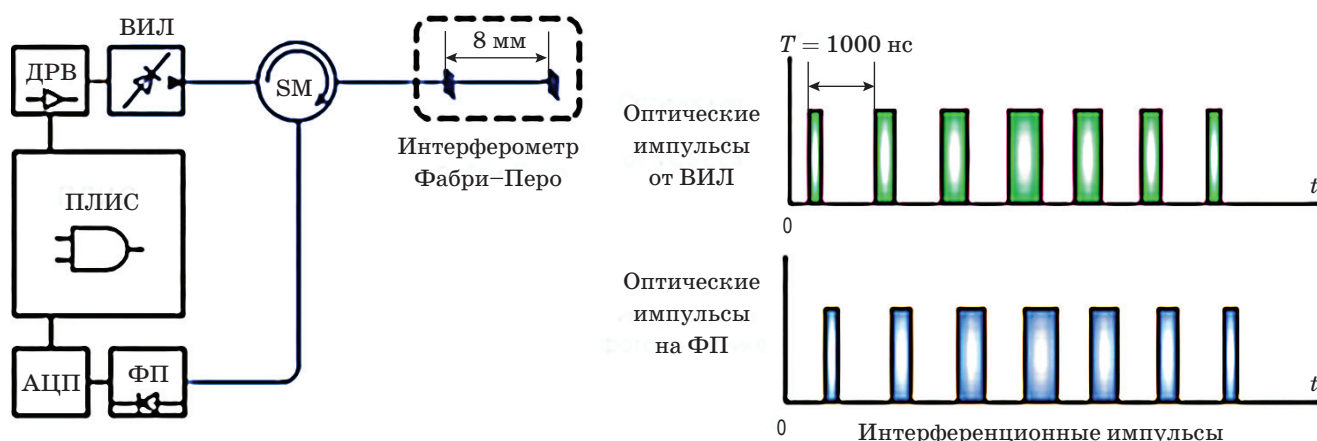 ВИЛ
ДРВ
SM
8 мм
Интерферометр
Фабри–Перо
ПЛИС
АЦП
ФП
T = 1000 нс
Оптические
импульсы
от ВИЛ
t
0
Оптические
импульсы
на ФП
t
0
Интерференционные импульсы